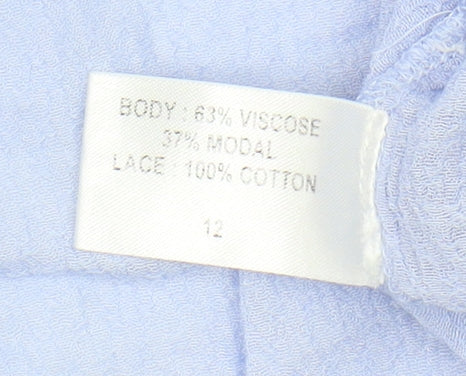 BODY : 63% VISCOSE
37% MODAL
LACE : 100% COTTON
12